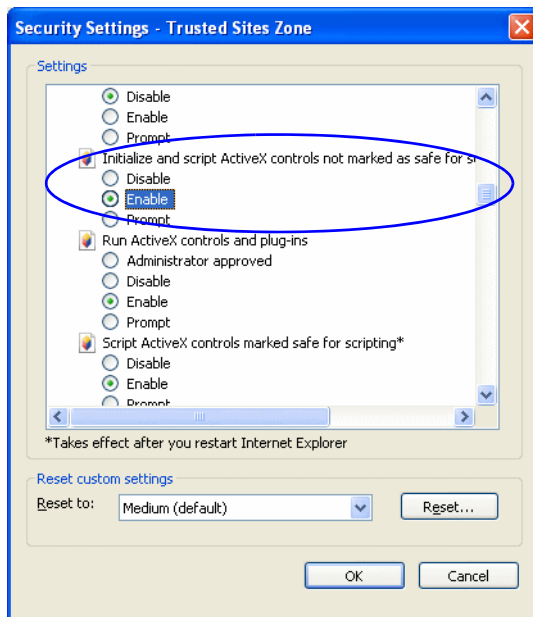 Security Settings - Trusted Sites Zone
Settings
Disable
Enable
Prompt
Initialize and script ActiveX controls not marked as safe for s
Disable
Enable
Prompt
Run ActiveX controls and plug-ins
Administrator approved
Disable
Enable
Prompt
Script ActiveX controls marked safe for scripting*
Disable
Enable
Prompt
*Takes effect after you restart Internet Explorer
Reset custom settings
Reset to:
Medium (default)
Reset...
OK
Cancel